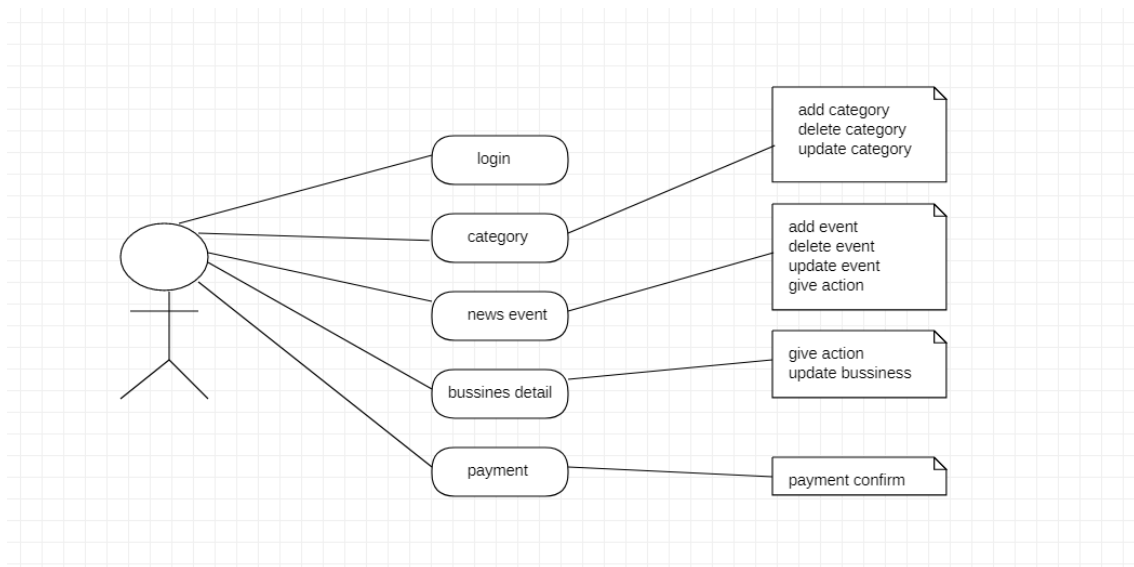 login
category
news event
bussines detail
payment
add category
delete category
update category
add event
delete event
update event
give action
give action
update bussiness
payment confirm